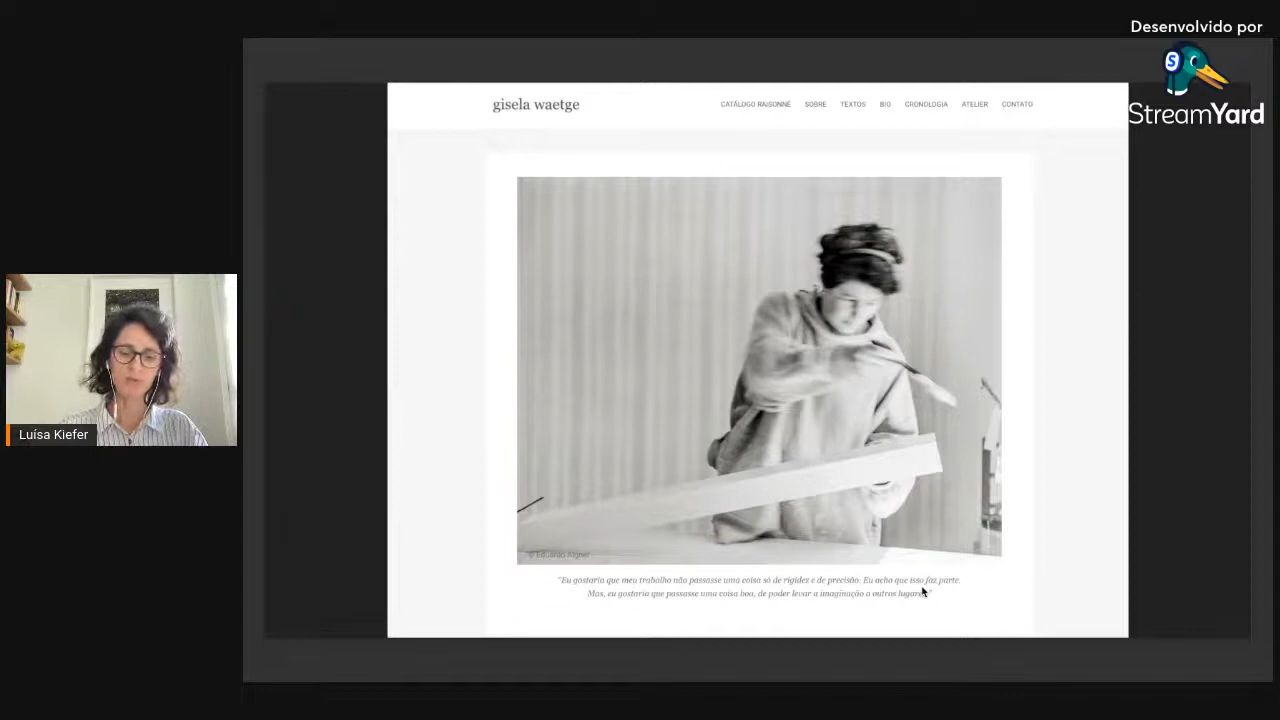 Desenvolvido por
StreamYard
gisela waetge
CATÁLOGO RAISONNÉ SOBRE TEXTOS BIO CRONOLOGIA ATELIER CONTATO
© Eduardo Aigner
"Eu gostaria que meu trabalho não passasse uma coisa só de rigidez e de precisão. Eu acho que isso faz parte.
Mas, eu gostaria que passasse uma coisa boa, de poder levar a imaginação a outros lugares."
Luísa Kiefer